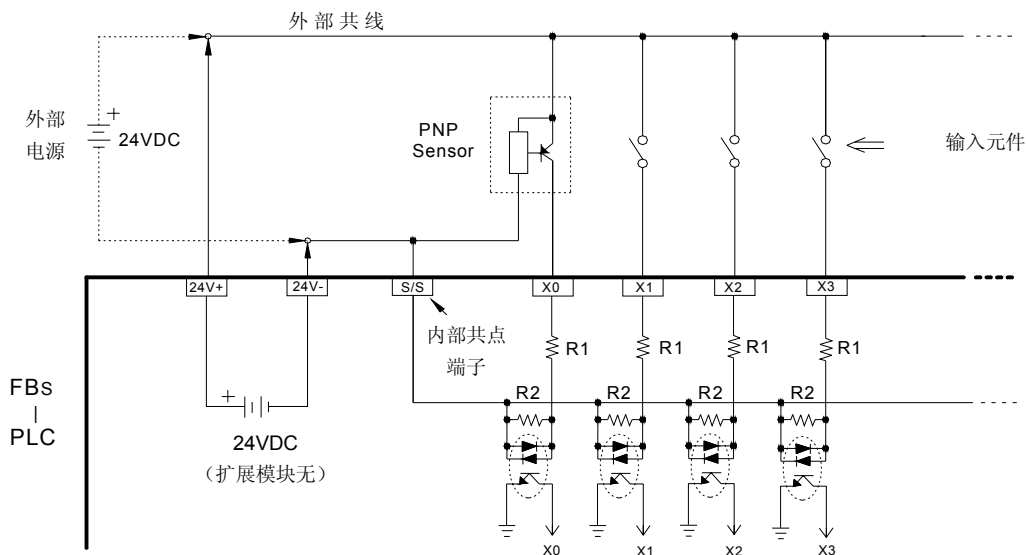 外部共线
+
外部
电源
24VDC
PNP
Sensor
输入元件
24V+
24V-
S/S
X0
X1
X2
X3
内部共点
端子
R1
R1
R1
R1
FBs
PLC
+
24VDC
（扩展模块无）
R2
R2
R2
R2
X0
X1
X2
X3